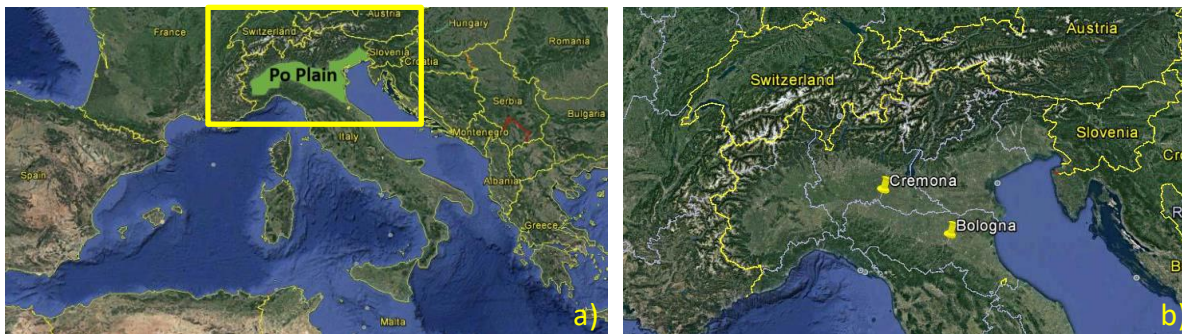 France
Switzerland
Austria
Hungary
Romania
Slovenia
Croatia
Po Plain
Serbia
Bulgaria
Montenegro
Italy
Spain
Albania
Greece
Malta
a)
Austria
Switzerland
Slovenia
Cremona
Bologna
b)